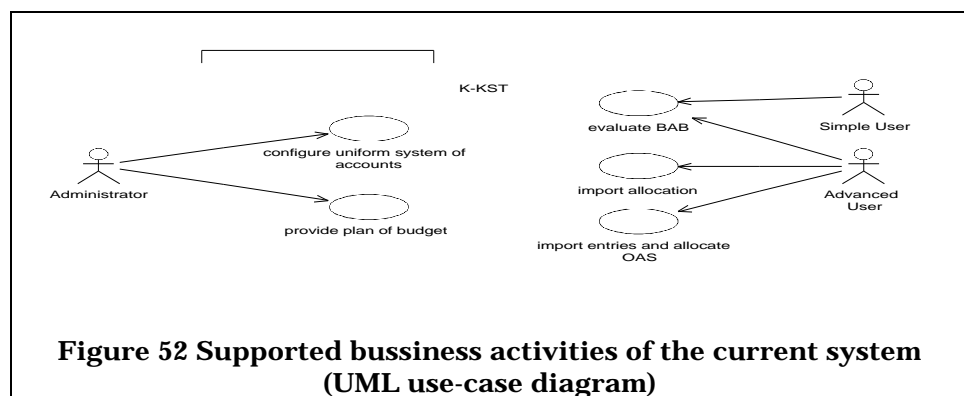 K-KST
evaluate BAB
Simple User
configure uniform system of
accounts
Administrator
import allocation
Advanced
User
provide plan of budget
import entries and allocate
OAS
Figure 52 Supported bussiness activities of the current system
(UML use-case diagram)